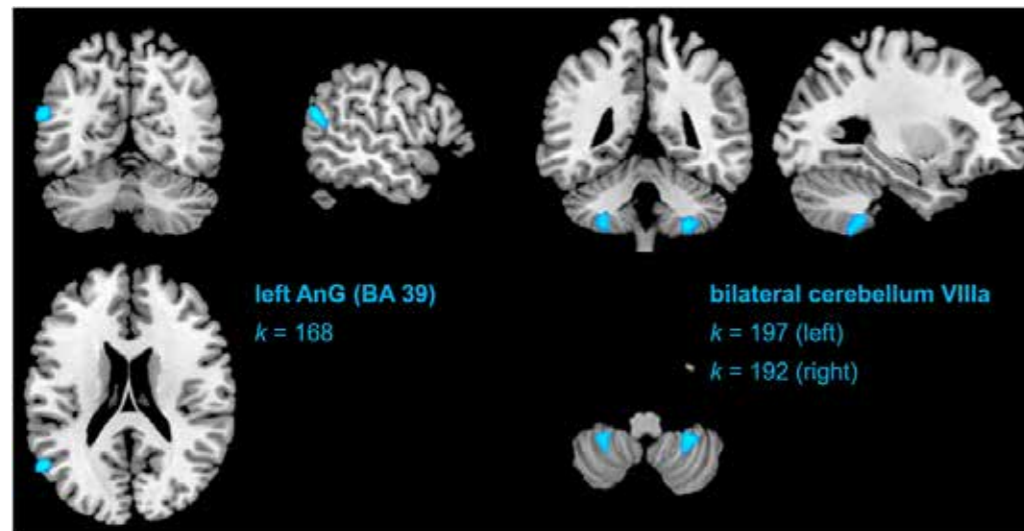 left AnG (BA 39)
k = 168
bilateral cerebellum VIIIa
k = 197 (left)
k = 192 (right)